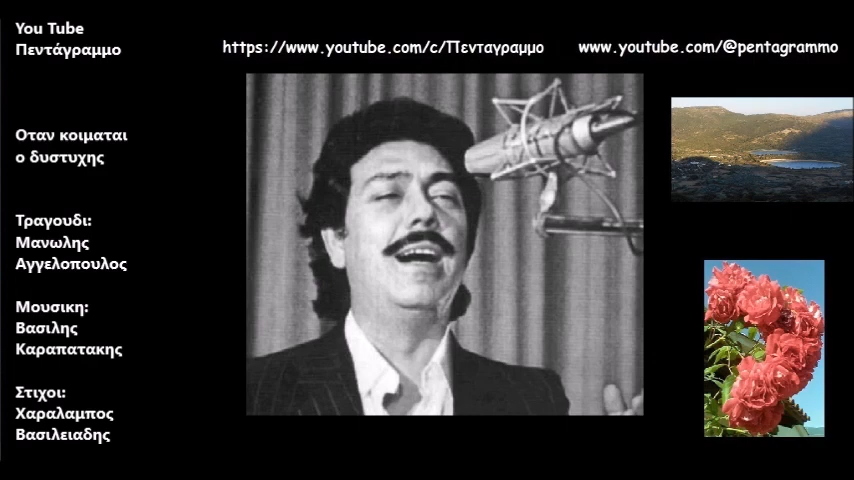 You Tube
Πεντάγραμμο
https://www.youtube.com/c/Πενταγραμμο
www.youtube.com/@pentagrammo
Οταν κοιμαται
ο δυστυχης
Τραγουδι:
Μανωλης
Αγγελοπουλος
Μουσικη:
Βασιλης
Καραπατακης
Στιχοι:
Χαραλαμπος
Βασιλειαδης